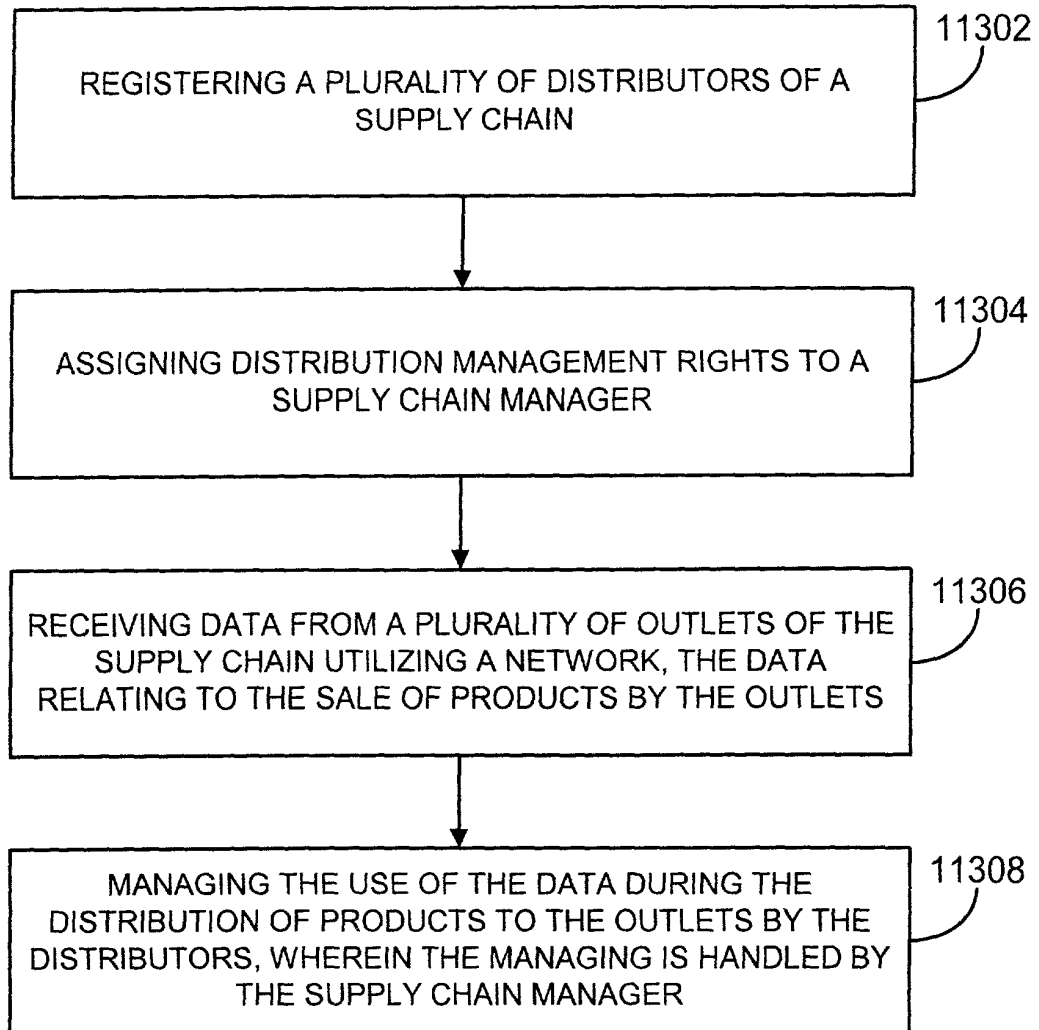 11302
REGISTERING A PLURALITY OF DISTRIBUTORS OF A
SUPPLY CHAIN
11304
ASSIGNING DISTRIBUTION MANAGEMENT RIGHTS TO A
SUPPLY CHAIN MANAGER
11306
RECEIVING DATA FROM A PLURALITY OF OUTLETS OF THE
SUPPLY CHAIN UTILIZING A NETWORK, THE DATA
RELATING TO THE SALE OF PRODUCTS BY THE OUTLETS
11308
MANAGING THE USE OF THE DATA DURING THE
DISTRIBUTION OF PRODUCTS TO THE OUTLETS BY THE
DISTRIBUTORS, WHEREIN THE MANAGING IS HANDLED BY
THE SUPPLY CHAIN MANAGER